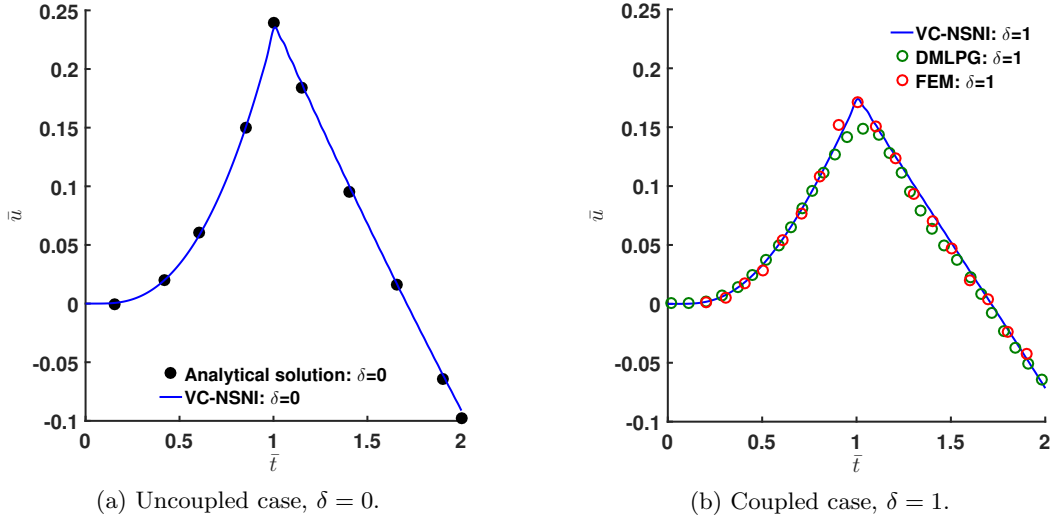 0.25
0.2
0.15
0.1
0.05
0
-0.05
-0.1
ū
Analytical solution: δ=0
VC-NSNI: δ=0
0 0.5 1 1.5 2
t̄
(a) Uncoupled case, δ = 0.
0.25
0.2
0.15
0.1
0.05
0
-0.05
-0.1
ū
VC-NSNI: δ=1
DMLPG: δ=1
FEM: δ=1
0 0.5 1 1.5 2
t̄
(b) Coupled case, δ = 1.